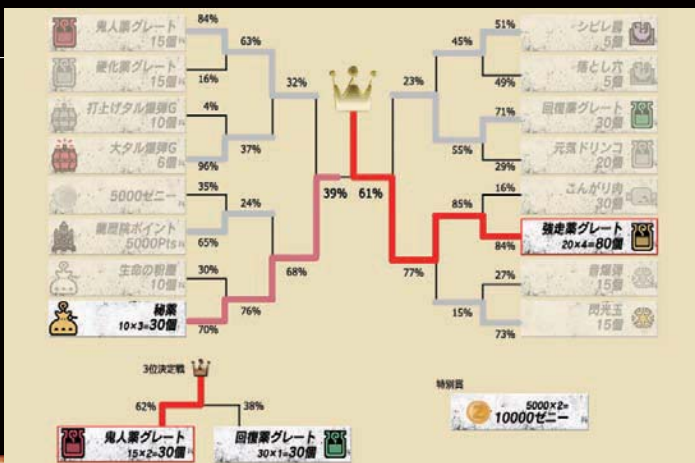 鬼人薬グレート
15個
84%
硬化薬グレート
15個
16%
63%
打上げタル爆弾G
10個
4%
大タル爆弾G
6個
96%
37%
32%
5000ゼニー
35%
龍歴院ポイント
5000Pts
65%
24%
生命の粉塵
10個
30%
秘薬
10×3=30個
70%
76%
68%
39%
61%
シビレ罠
5個
51%
落とし穴
5個
49%
45%
回復薬グレート
30個
71%
元気ドリンコ
20個
29%
55%
23%
こんがり肉
30個
16%
強走薬グレート
20×4=80個
84%
85%
音爆弾
15個
27%
閃光玉
15個
73%
15%
77%
3位決定戦
62%
38%
鬼人薬グレート
15×2=30個
回復薬グレート
30×1=30個
特別賞
5000×2=
10000ゼニー